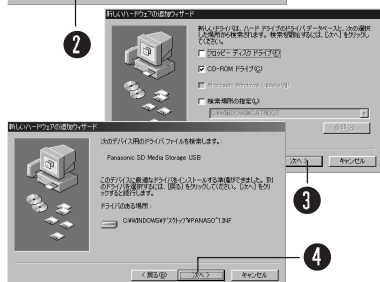 2
新しいハードウェアの追加ウィザード
新しいドライバは、ハード ドライブのドライバ データベースと、次の選択
した場所から検索されます。検索を開始するには、[次へ] をクリックして
ください。
フロッピー ディスク ドライブ(F)
CD-ROM ドライブ(C)
Microsoft Windows Update(M)
検索場所の指定(L):
C:¥WINDOWS¥CATROOT
次へ >
キャンセル
3
新しいハードウェアの追加ウィザード
次のデバイス用のドライバ ファイルを検索します。
Panasonic SD Media Storage USB
このデバイスに最適なドライバをインストールする準備ができました。別
のドライバを選択するには、[戻る] をクリックしてください。[次へ] をクリ
ックすると続行します。
ドライバのある場所:
C:¥WINDOWS¥デスクトップ¥PANASO~1.INF
4
< 戻る(B)
次へ >
キャンセル